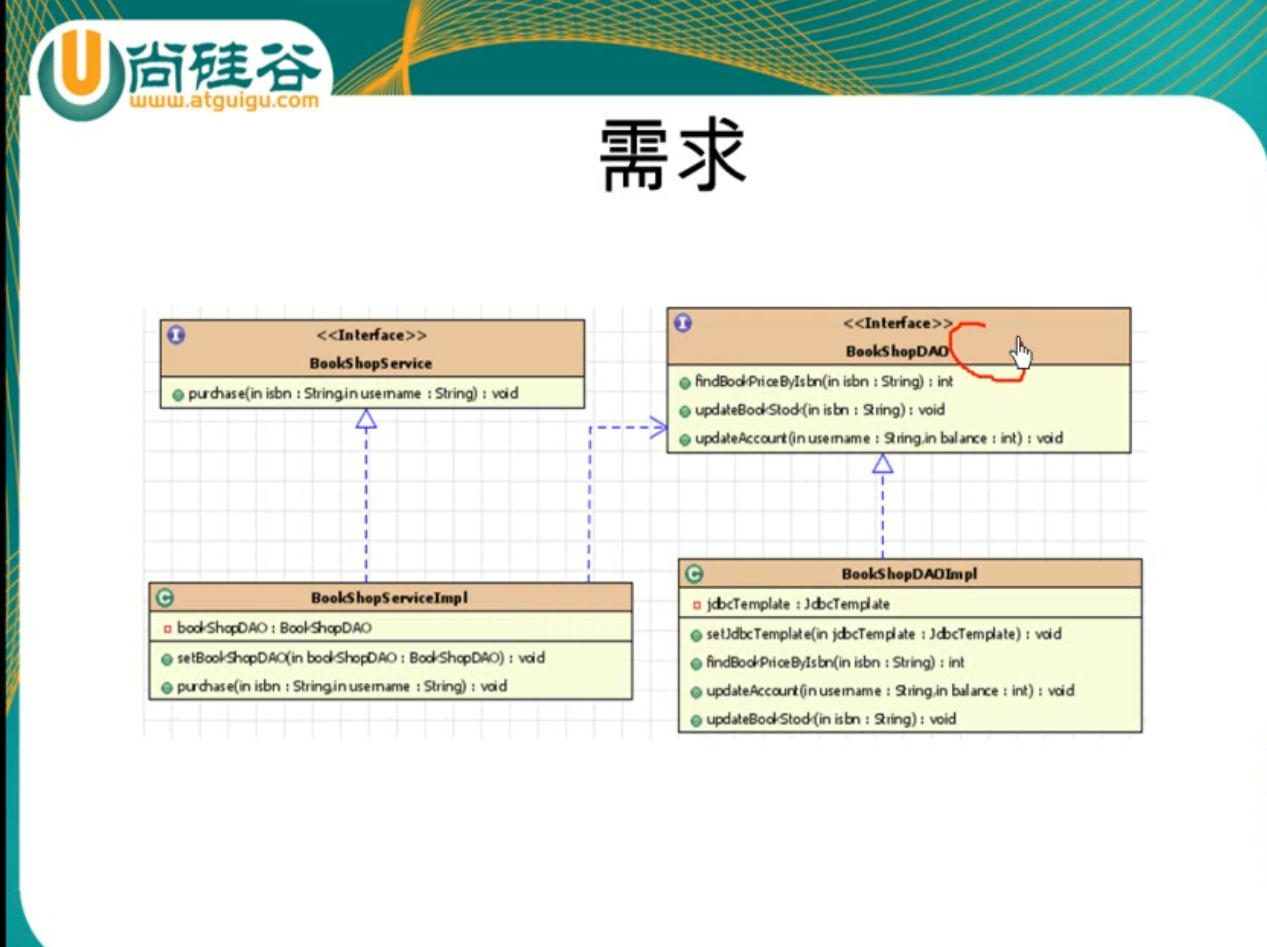 尚硅谷
www.atguigu.com
需求
<<Interface>>
BookShopService
purchase(in isbn : String,in username : String) : void
<<Interface>>
BookShopDAO
findBookPriceByIsbn(in isbn : String) : int
updateBookStock(in isbn : String) : void
updateAccount(in username : String,in balance : int) : void
BookShopServiceImpl
bookShopDAO : BookShopDAO
setBookShopDAO(in bookShopDAO : BookShopDAO) : void
purchase(in isbn : String,in username : String) : void
BookShopDAOImpl
jdbcTemplate : JdbcTemplate
setJdbcTemplate(in jdbcTemplate : JdbcTemplate) : void
findBookPriceByIsbn(in isbn : String) : int
updateAccount(in username : String,in balance : int) : void
updateBookStock(in isbn : String) : void